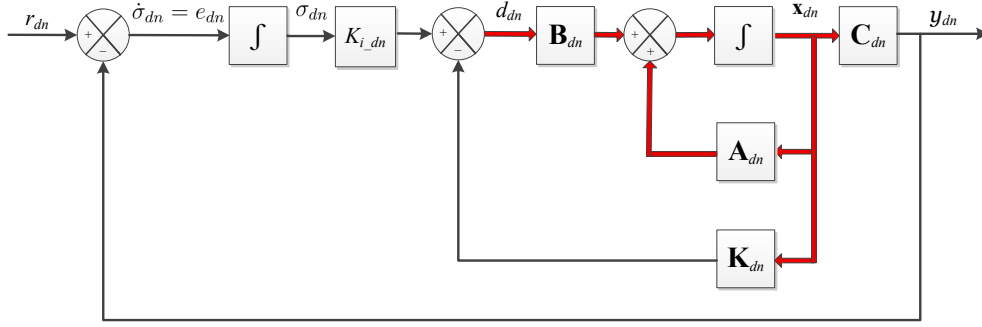 r_dn
+
−
σ̇_dn = e_dn
∫
σ_dn
K_i_dn
+
−
d_dn
B_dn
+
+
∫
x_dn
C_dn
y_dn
A_dn
K_dn